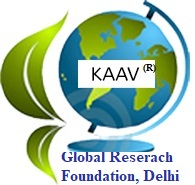 KAAV (R)
Global Reserach
Foundation, Delhi